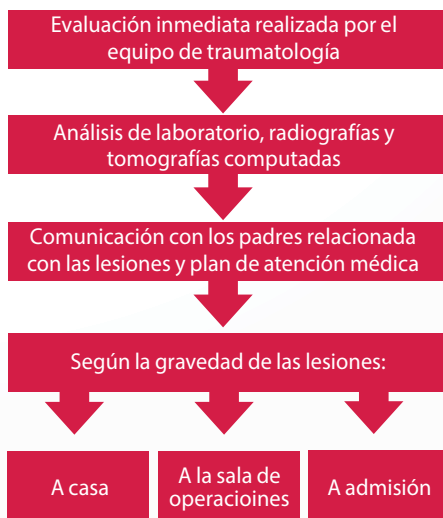 Evaluación inmediata realizada por el
equipo de traumatología
Análisis de laboratorio, radiografías y
tomografías computadas
Comunicación con los padres relacionada
con las lesiones y plan de atención médica
Según la gravedad de las lesiones:
A casa
A la sala de
operacioines
A admisión